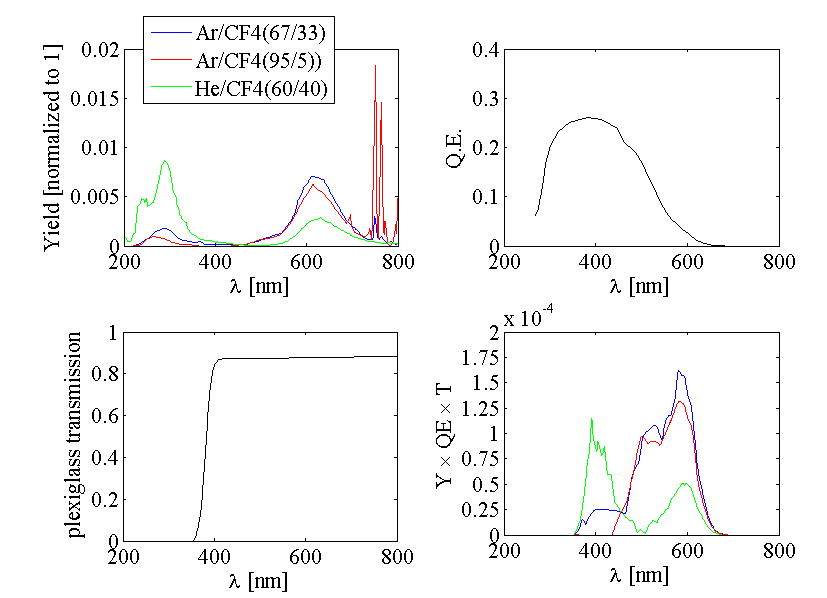 Ar/CF4(67/33)
Ar/CF4(95/5))
He/CF4(60/40)
Yield [normalized to 1]
0.02
0.015
0.01
0.005
0
200 400 600 800
λ [nm]
Q.E.
0.4
0.3
0.2
0.1
0
200 400 600 800
λ [nm]
plexiglass transmission
1
0.8
0.6
0.4
0.2
0
200 400 600 800
λ [nm]
x 10-4
Y × QE × T
2
1.75
1.5
1.25
1
0.75
0.5
0.25
0
200 400 600 800
λ [nm]